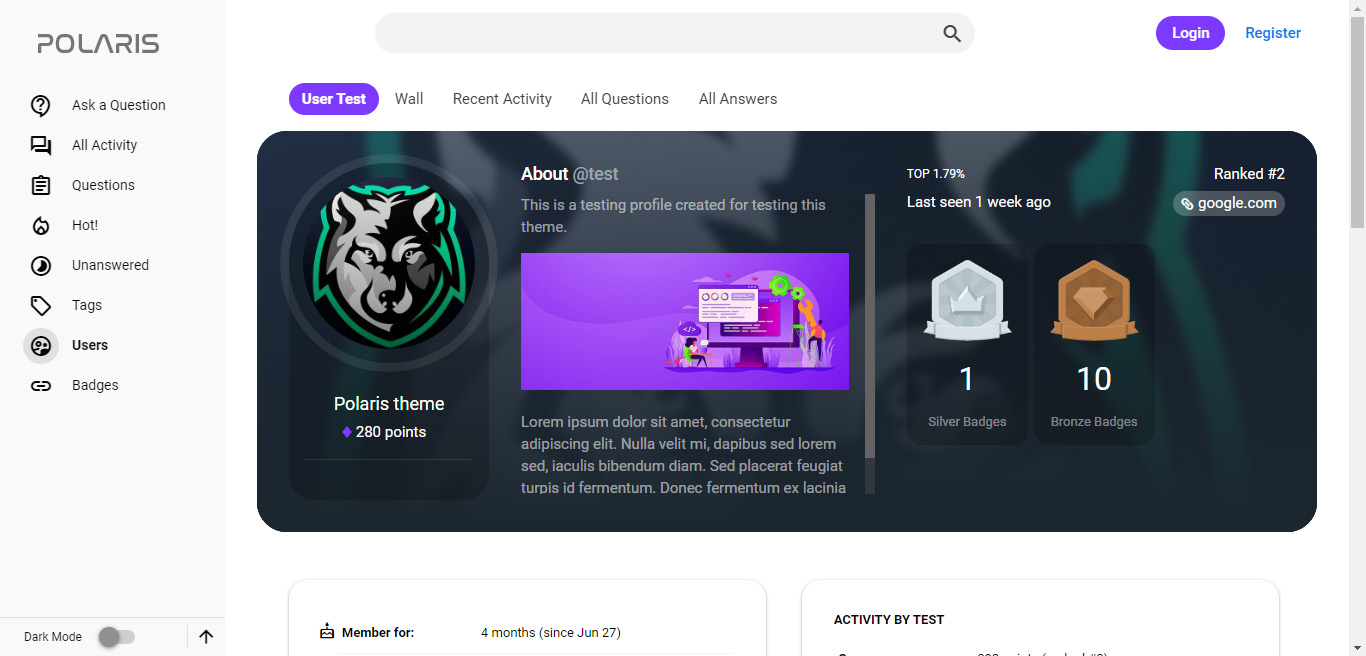 POLARIS
Login
Register
Ask a Question
All Activity
Questions
Hot!
Unanswered
Tags
Users
Badges
Dark Mode
User Test
Wall
Recent Activity
All Questions
All Answers
Polaris theme
280 points
About @test
This is a testing profile created for testing this
theme.
</>
Lorem ipsum dolor sit amet, consectetur
adipiscing elit. Nulla velit mi, dapibus sed lorem
sed, iaculis bibendum diam. Sed placerat feugiat
turpis id fermentum. Donec fermentum ex lacinia
TOP 1.79%
Ranked #2
Last seen 1 week ago
google.com
1
Silver Badges
10
Bronze Badges
Member for:
4 months (since Jun 27)
ACTIVITY BY TEST